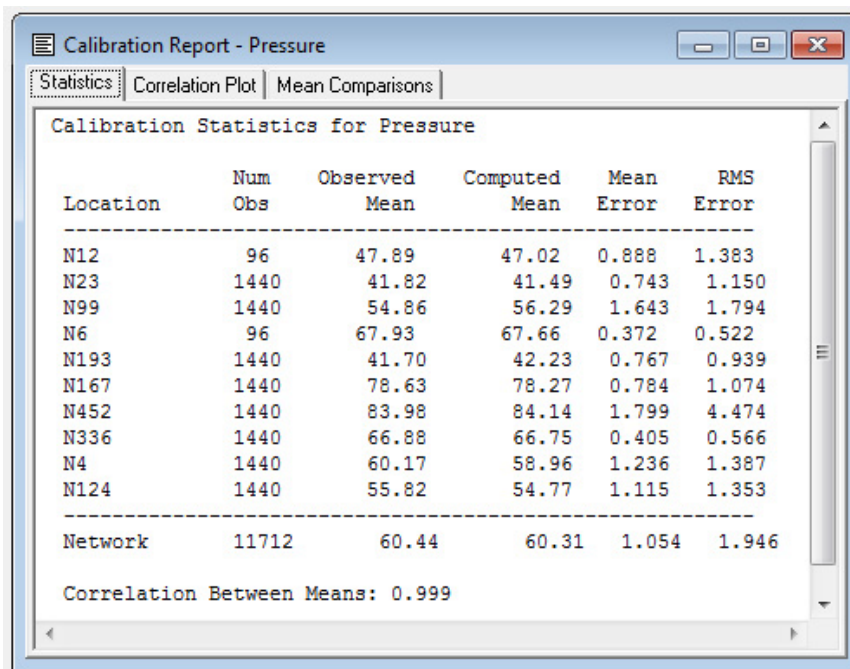 Calibration Report - Pressure
Statistics Correlation Plot Mean Comparisons
Calibration Statistics for Pressure
Num Observed Computed Mean RMS
Location Obs Mean Mean Error Error
------------------------------------------------------------
N12 96 47.89 47.02 0.888 1.383
N23 1440 41.82 41.49 0.743 1.150
N99 1440 54.86 56.29 1.643 1.794
N6 96 67.93 67.66 0.372 0.522
N193 1440 41.70 42.23 0.767 0.939
N167 1440 78.63 78.27 0.784 1.074
N452 1440 83.98 84.14 1.799 4.474
N336 1440 66.88 66.75 0.405 0.566
N4 1440 60.17 58.96 1.236 1.387
N124 1440 55.82 54.77 1.115 1.353
------------------------------------------------------------
Network 11712 60.44 60.31 1.054 1.946
Correlation Between Means: 0.999